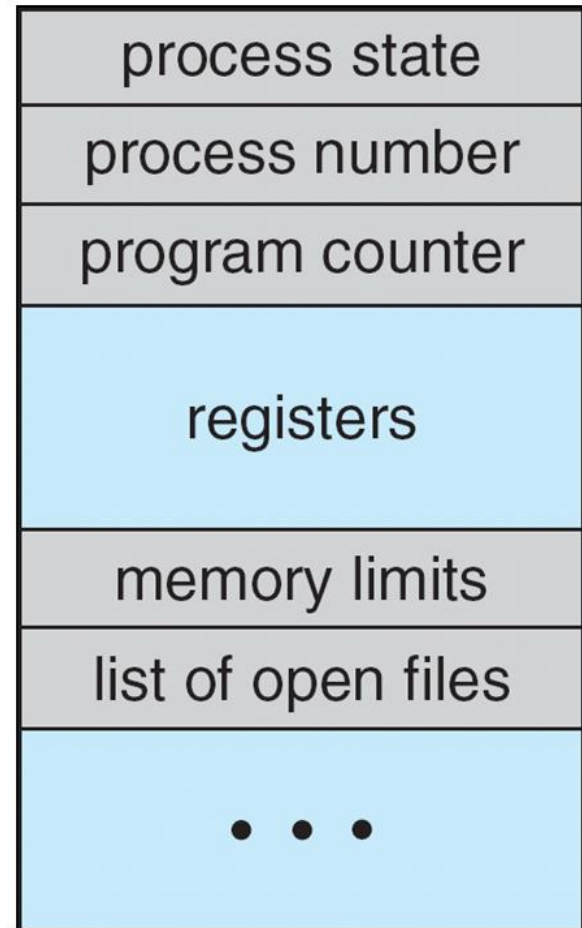 process state
process number
program counter
registers
memory limits
list of open files
• • •